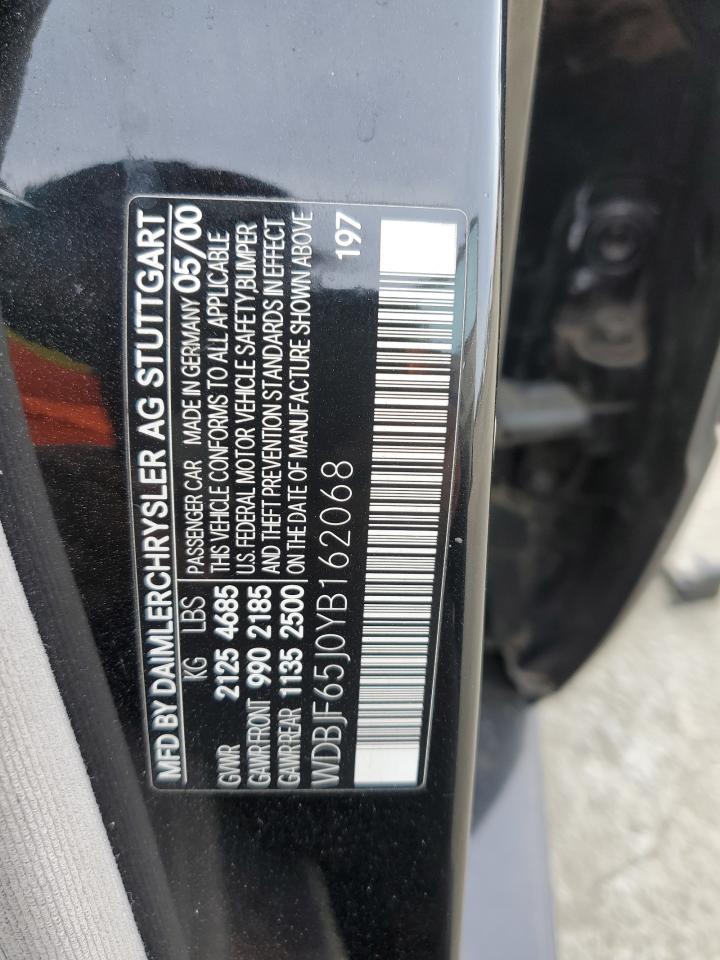 MFD BY DAIMLERCHRYSLER AG STUTTGART
KG LBS PASSENGER CAR MADE IN GERMANY 05/00
GVWR 2125 4685 THIS VEHICLE CONFORMS TO ALL APPLICABLE
GAWR FRONT 990 2185 U.S. FEDERAL MOTOR VEHICLE SAFETY, BUMPER
GAWR REAR 1135 2500 AND THEFT PREVENTION STANDARDS IN EFFECT
ON THE DATE OF MANUFACTURE SHOWN ABOVE
WDBJF65J0YB162068 197